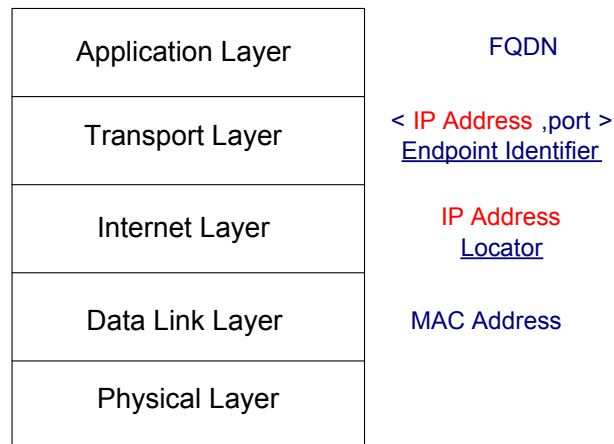 Application Layer
FQDN
Transport Layer
< IP Address ,port >
Endpoint Identifier
Internet Layer
IP Address
Locator
Data Link Layer
MAC Address
Physical Layer